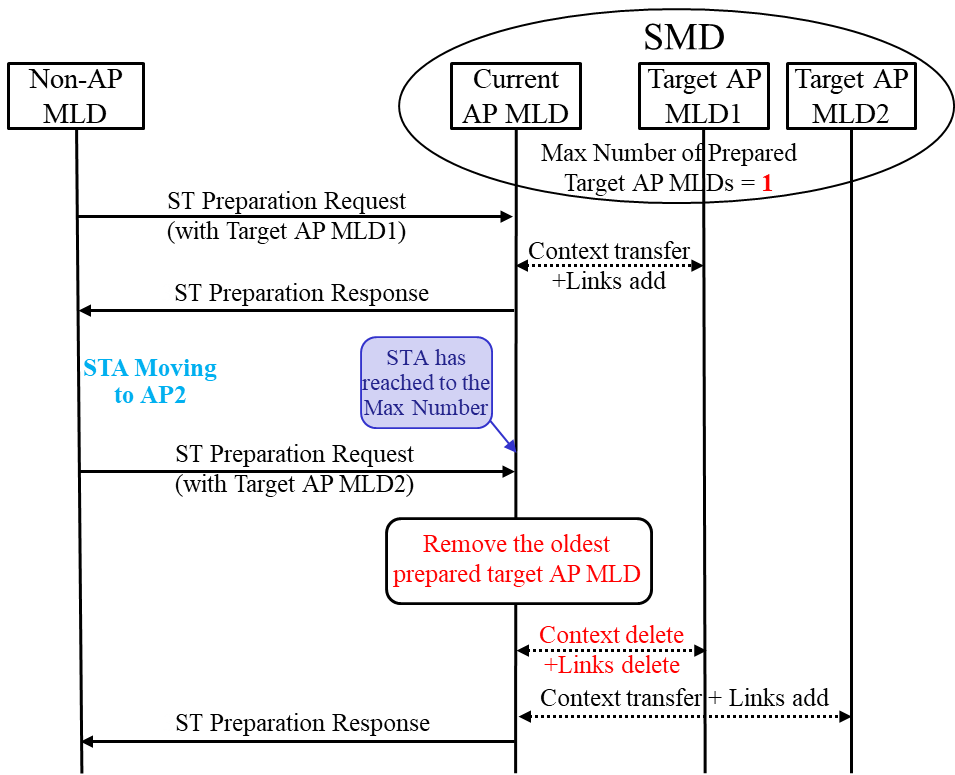 SMD
Non-AP
MLD
Current
AP MLD
Target AP
MLD1
Target AP
MLD2
Max Number of Prepared
Target AP MLDs = 1
ST Preparation Request
(with Target AP MLD1)
Context transfer
+Links add
ST Preparation Response
STA Moving
to AP2
STA has
reached to the
Max Number
ST Preparation Request
(with Target AP MLD2)
Remove the oldest
prepared target AP MLD
Context delete
+Links delete
Context transfer + Links add
ST Preparation Response